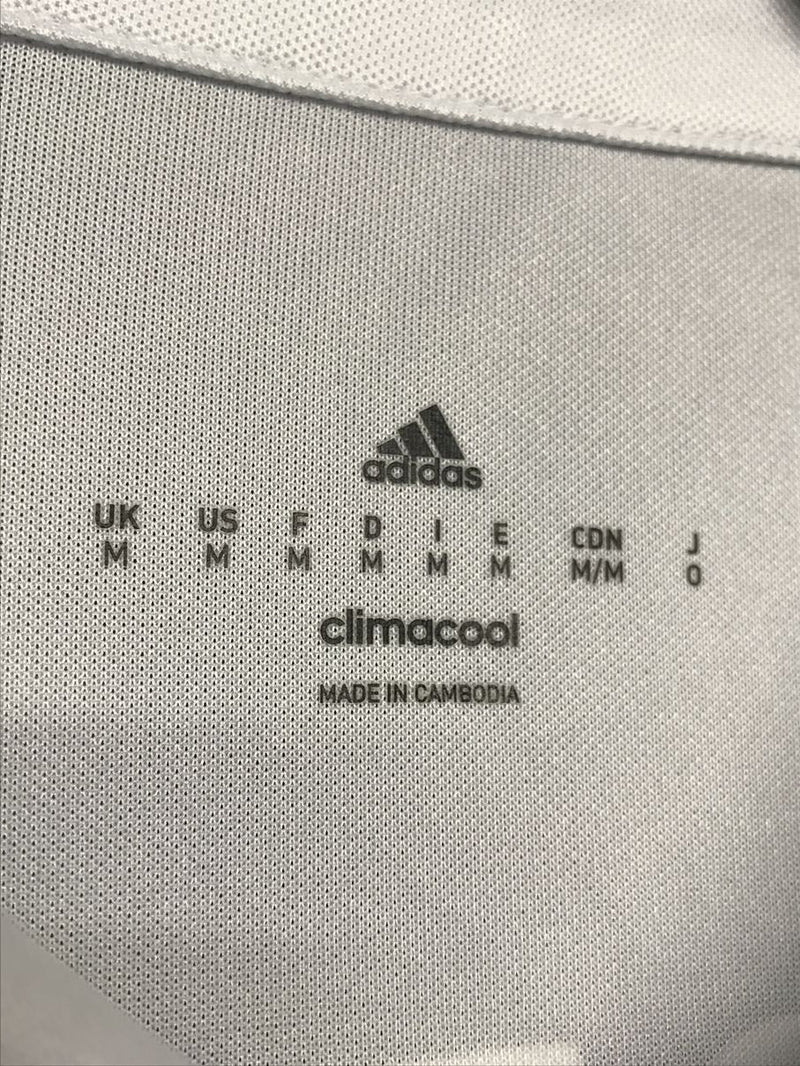 adidas
UK US F D I E CDN J
M M M M M M M/M O
climacool
MADE IN CAMBODIA